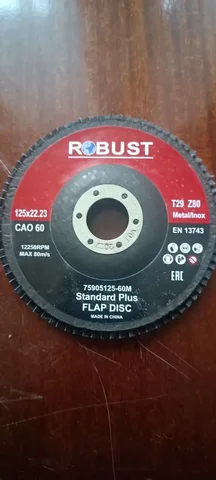 ROBUST
125x22.23
CAO 60
12250RPM
MAX 80m/s
T29 Z80
Metal/Inox
EN 13743
EAC
75905125-60M
Standard Plus
FLAP DISC
MADE IN CHINA